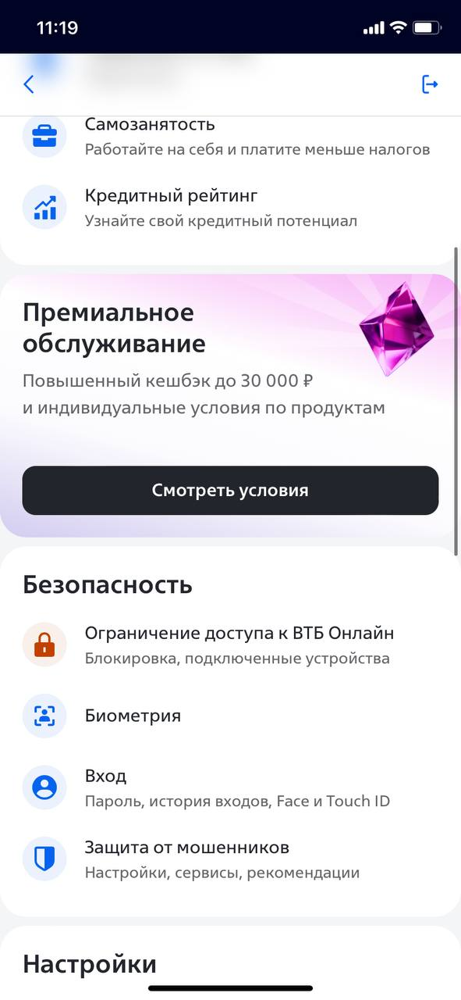 11:19
Самозанятость
Работайте на себя и платите меньше налогов
Кредитный рейтинг
Узнайте свой кредитный потенциал
Премиальное
обслуживание
Повышенный кешбэк до 30 000 ₽
и индивидуальные условия по продуктам
Смотреть условия
Безопасность
Ограничение доступа к ВТБ Онлайн
Блокировка, подключенные устройства
Биометрия
Вход
Пароль, история входов, Face и Touch ID
Защита от мошенников
Настройки, сервисы, рекомендации
Настройки